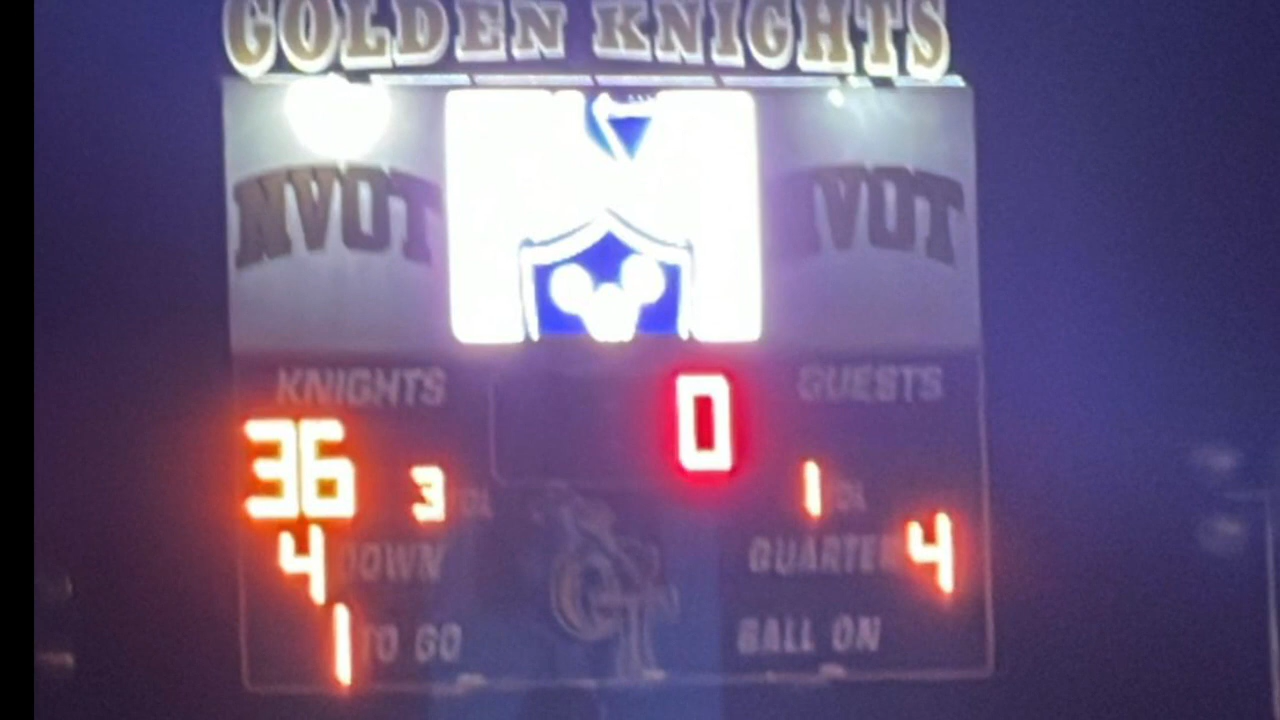 GOLDEN KNIGHTS
NVOT NVOT
KNIGHTS 0 GUESTS
36 3 1
4 DOWN QUARTER 4
1 TO GO BALL ON